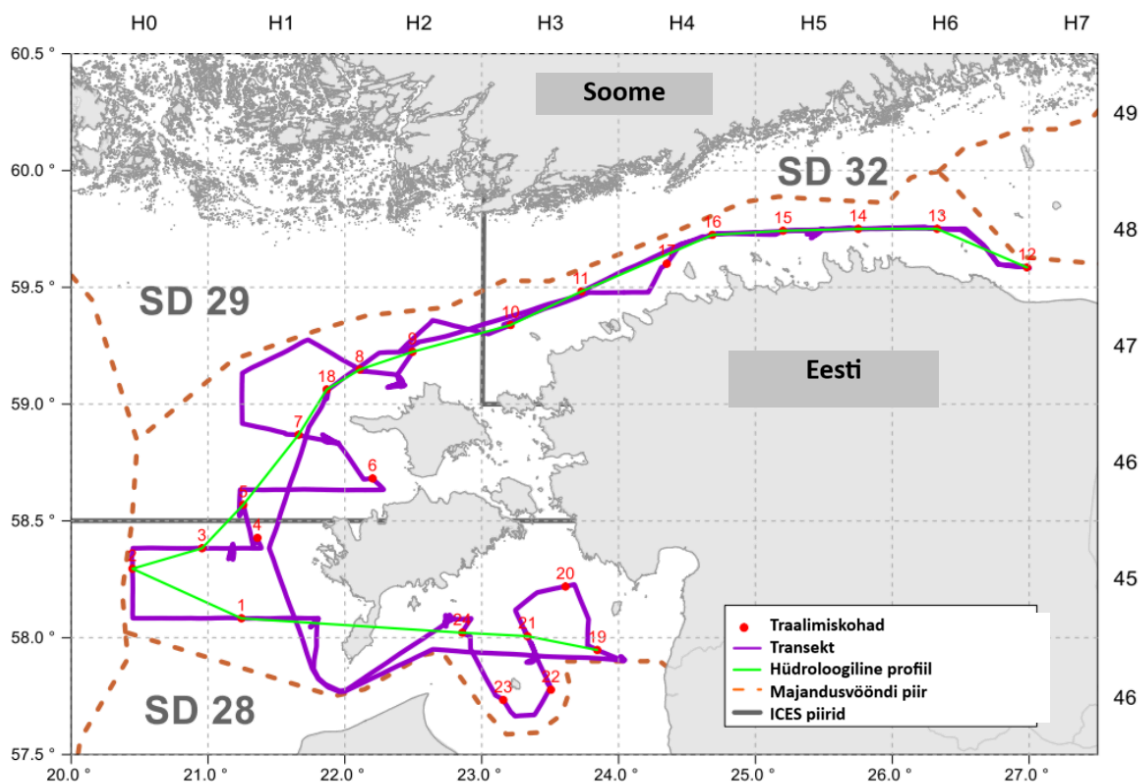 H0 H1 H2 H3 H4 H5 H6 H7
60.5 °
Soome
49
60.0 °
SD 32
16 15 14 13
48
17 12
59.5 °
11
SD 29
10
9
47
8
18
Eesti
59.0 °
7
6
46
5
58.5 °
4
3
2
20
45
1
24 21 19
58.0 °
22
23
SD 28
46
57.5 °
Traalimiskohad
Transekt
Hüdroloogiline profiil
Majandusvööndi piir
ICES piirid
20.0 ° 21.0 ° 22.0 ° 23.0 ° 24.0 ° 25.0 ° 26.0 ° 27.0 °